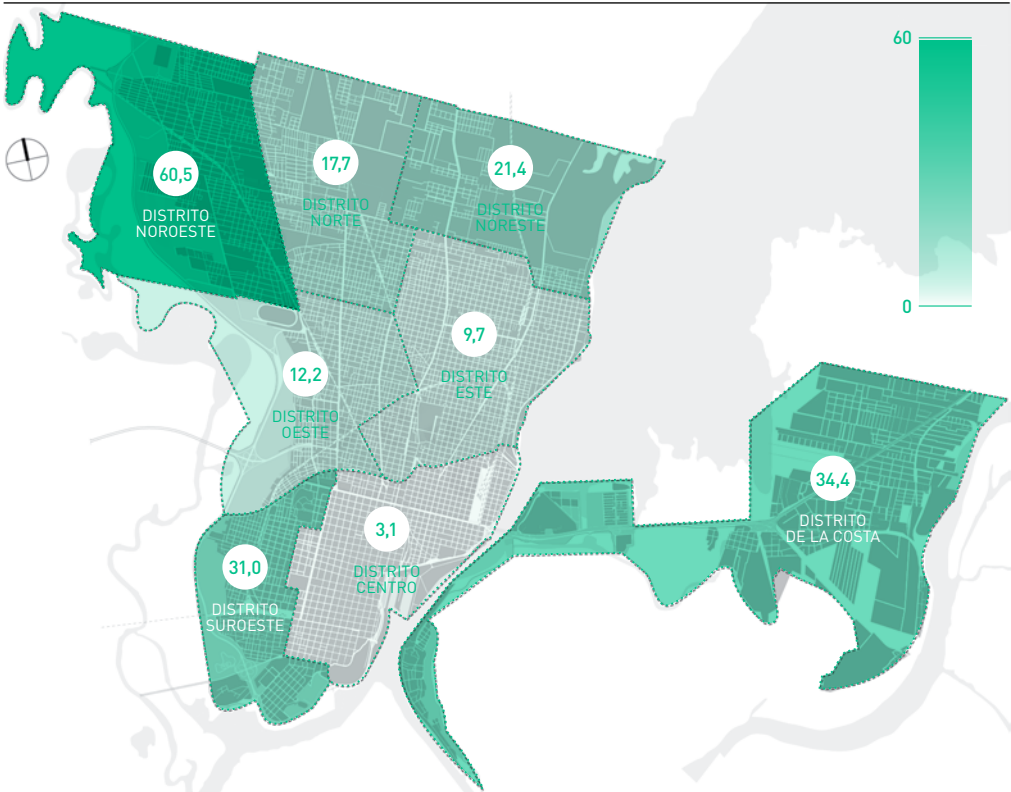 60
0
60,5
DISTRITO
NOROESTE
17,7
DISTRITO
NORTE
21,4
DISTRITO
NORESTE
9,7
DISTRITO
ESTE
12,2
DISTRITO
OESTE
34,4
DISTRITO
DE LA COSTA
3,1
DISTRITO
CENTRO
31,0
DISTRITO
SUROESTE